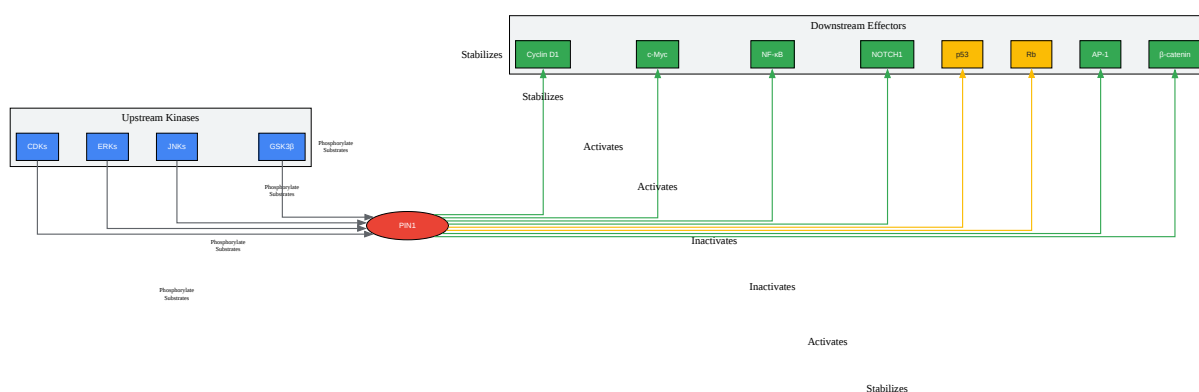 Downstream Effectors
Stabilizes
Cyclin D1
c-Myc
NF-κB
NOTCH1
p53
Rb
AP-1
β-catenin
Stabilizes
Upstream Kinases
CDKs
ERKs
JNKs
GSK3β
Phosphorylate
Substrates
Activates
Phosphorylate
Substrates
Activates
PIN1
Phosphorylate
Substrates
Inactivates
Phosphorylate
Substrates
Inactivates
Activates
Stabilizes